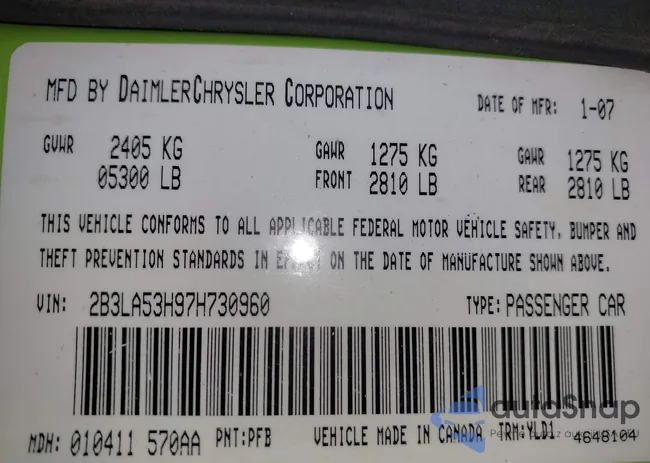 MFD BY DAIMLERCHRYSLER CORPORATION DATE OF MFR: 1-07
GVWR 2405 KG GAWR 1275 KG GAWR 1275 KG
05300 LB FRONT 2810 LB REAR 2810 LB
THIS VEHICLE CONFORMS TO ALL APPLICABLE FEDERAL MOTOR VEHICLE SAFETY, BUMPER AND
THEFT PREVENTION STANDARDS IN EFFECT ON THE DATE OF MANUFACTURE SHOWN ABOVE.
VIN: 2B3LA53H97H730960 TYPE: PASSENGER CAR
autoSnap
MDH: 010411 570AA PNT:PFB VEHICLE MADE IN CANADA TRM:YLD1 4648104